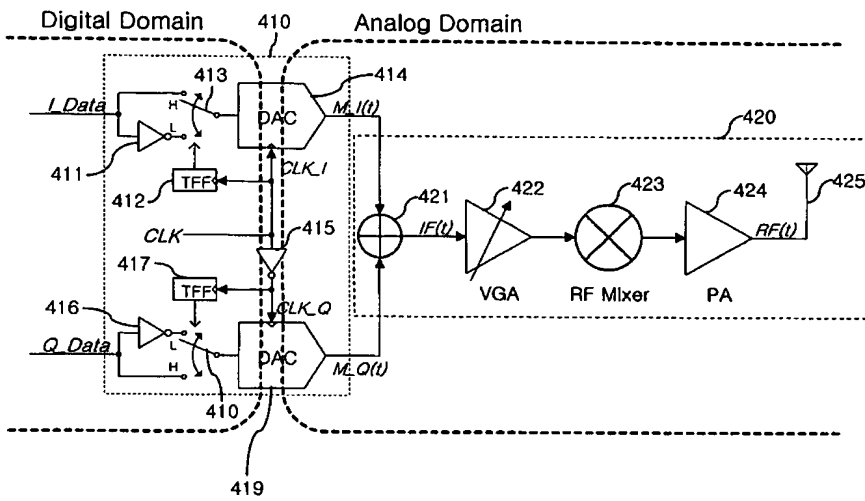 Digital Domain
410
Analog Domain
413
414
I_Data
H
L
DAC
M_I(t)
420
411
412
TFF
CLK_I
421
422
423
424
425
CLK
415
IF(t)
RF(t)
417
TFF
VGA
RF Mixer
PA
416
CLK_Q
Q_Data
L
H
DAC
M_Q(t)
410
419